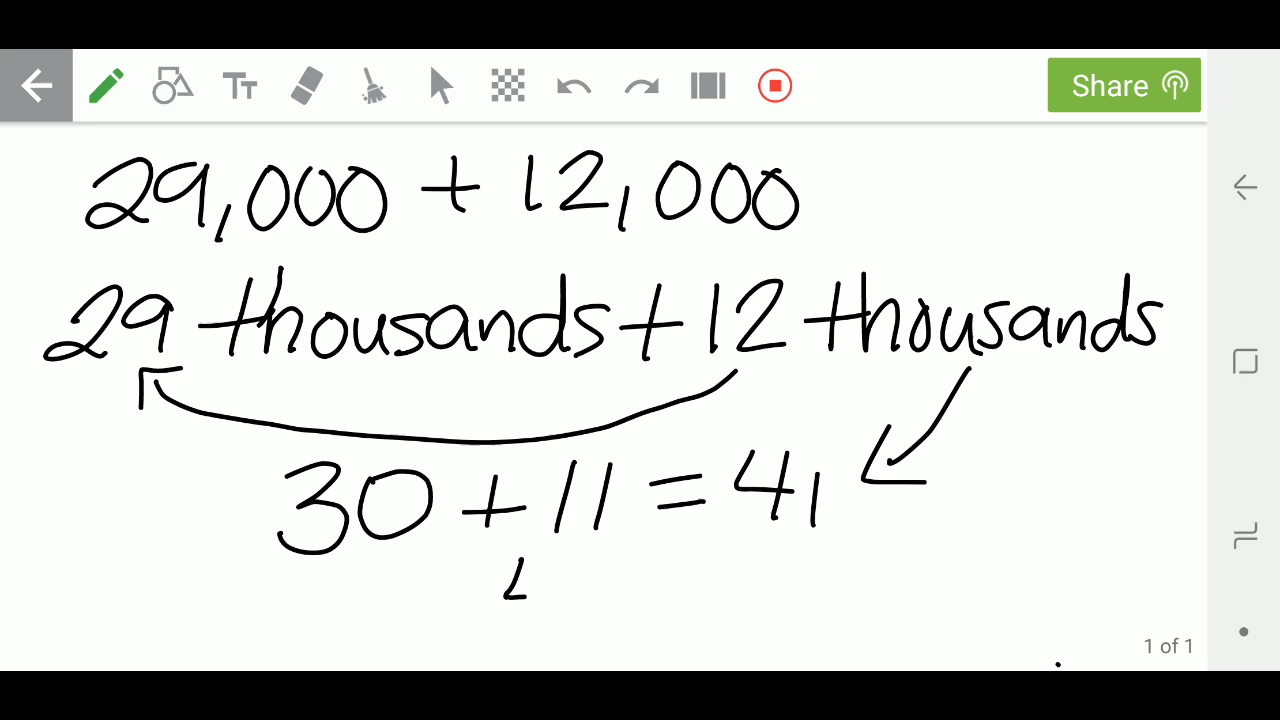 Share
29,000 + 12,000
29 thousands + 12 thousands
30 + 11 = 41
1 of 1